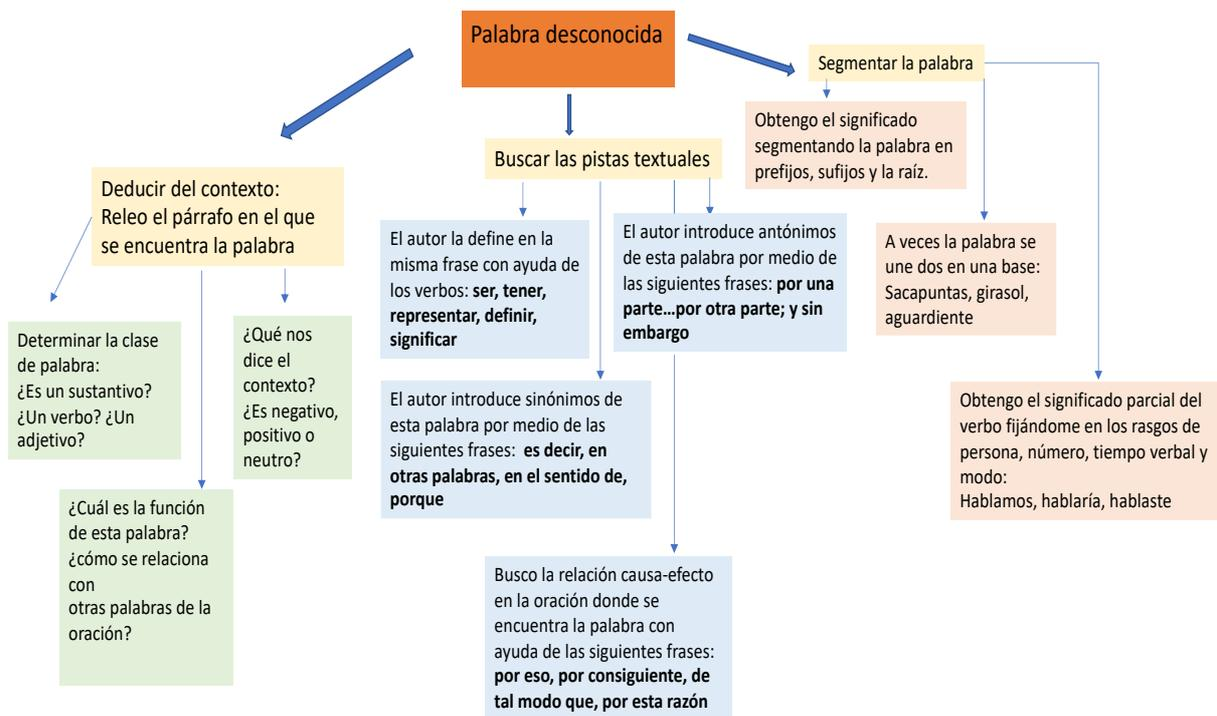 Palabra desconocida
Segmentar la palabra
Obtengo el significado
segmentando la palabra en
prefijos, sufijos y la raíz.
Buscar las pistas textuales
Deducir del contexto:
Releo el párrafo en el que
se encuentra la palabra
El autor la define en la
misma frase con ayuda de
los verbos: ser, tener,
representar, definir,
significar
El autor introduce antónimos
de esta palabra por medio de
las siguientes frases: por una
parte...por otra parte; y sin
embargo
A veces la palabra se
une dos en una base:
Sacapuntas, girasol,
aguardiente
Determinar la clase
de palabra:
¿Es un sustantivo?
¿Un verbo? ¿Un
adjetivo?
¿Qué nos
dice el
contexto?
¿Es negativo,
positivo o
neutro?
El autor introduce sinónimos de
esta palabra por medio de las
siguientes frases: es decir, en
otras palabras, en el sentido de,
porque
Obtengo el significado parcial del
verbo fijándome en los rasgos de
persona, número, tiempo verbal y
modo:
Hablamos, hablaría, hablaste
¿Cuál es la función
de esta palabra?
¿cómo se relaciona
con
otras palabras de la
oración?
Busco la relación causa-efecto
en la oración donde se
encuentra la palabra con
ayuda de las siguientes frases:
por eso, por consiguiente, de
tal modo que, por esta razón